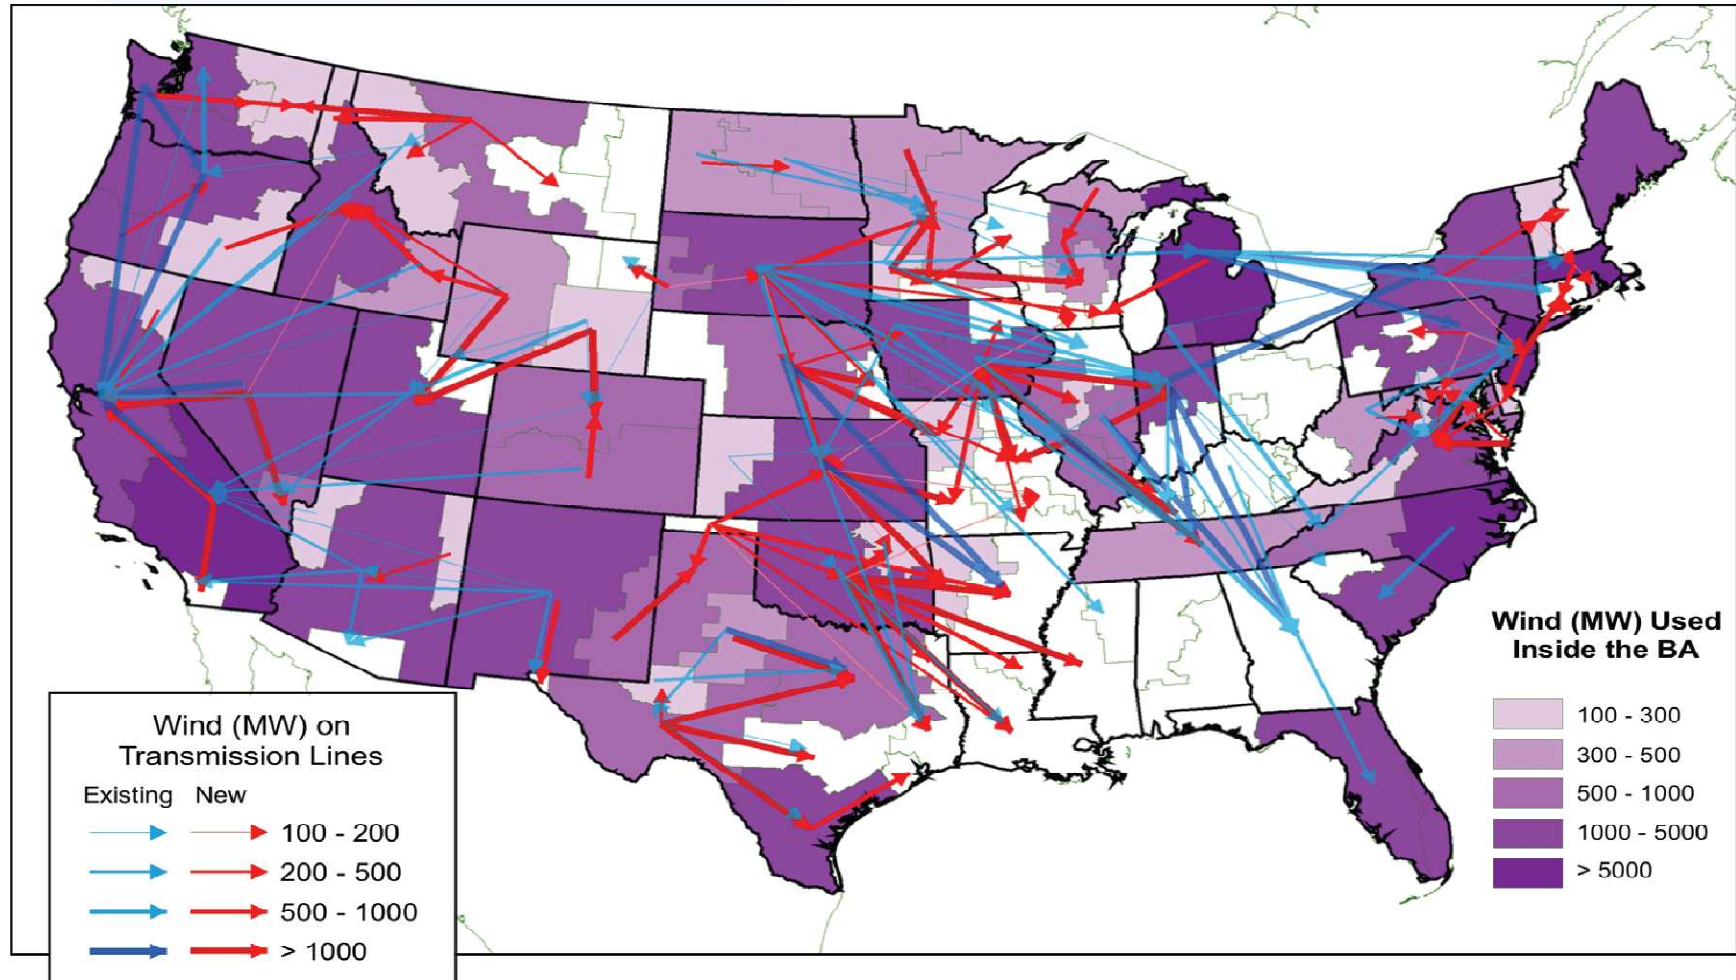 Wind (MW) Used
Inside the BA
100 - 300
300 - 500
500 - 1000
1000 - 5000
> 5000
Wind (MW) on
Transmission Lines
Existing New
100 - 200
200 - 500
500 - 1000
> 1000